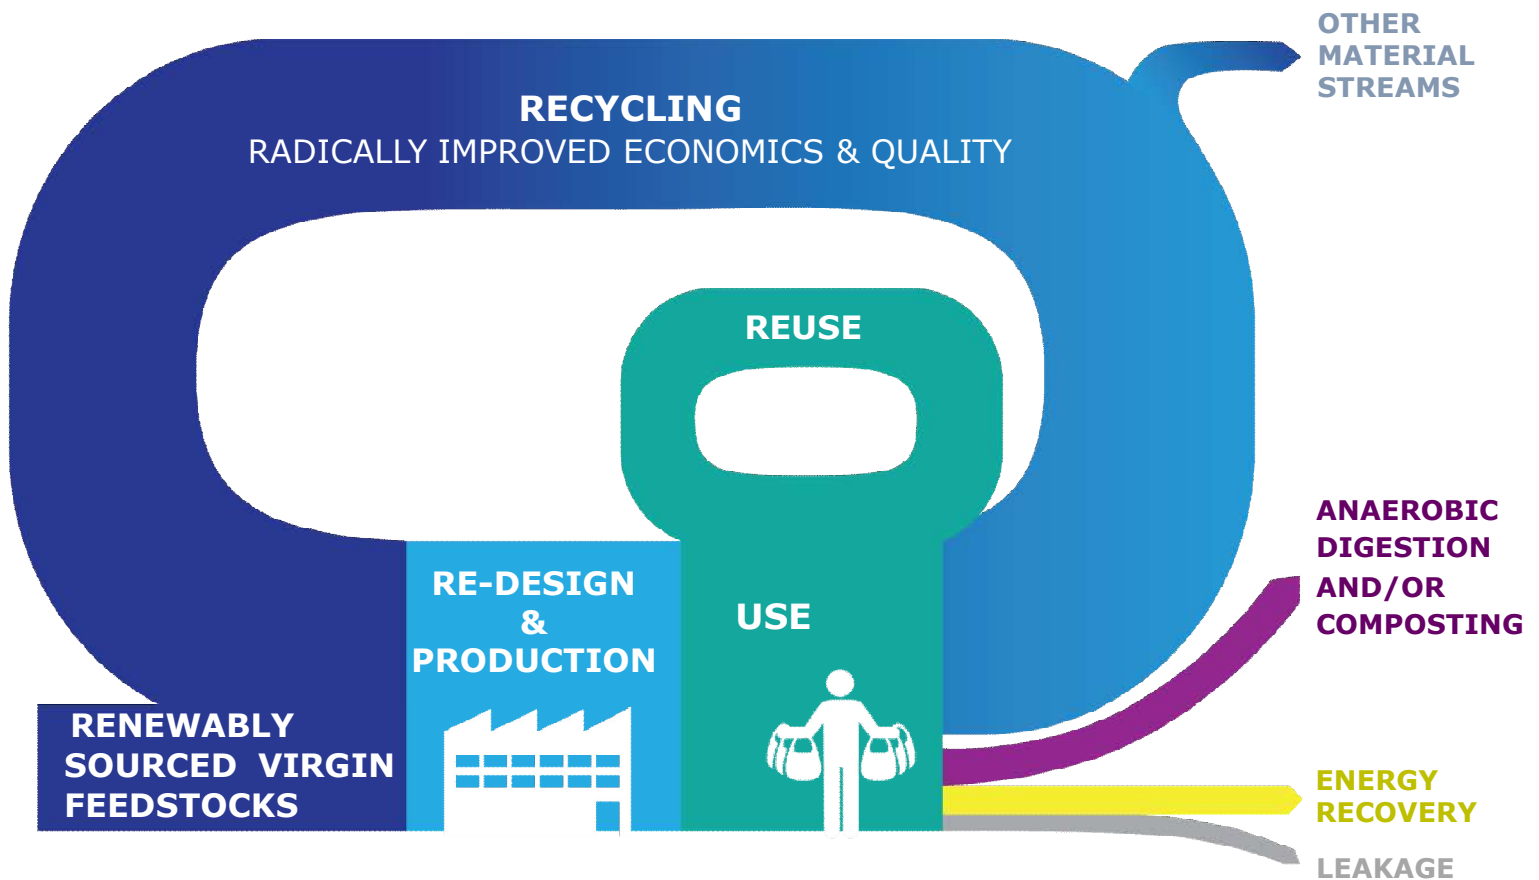 OTHER
MATERIAL
STREAMS
RECYCLING
RADICALLY IMPROVED ECONOMICS & QUALITY
REUSE
RE-DESIGN
&
PRODUCTION
USE
RENEWABLY
SOURCED VIRGIN
FEEDSTOCKS
ANAEROBIC
DIGESTION
AND/OR
COMPOSTING
ENERGY
RECOVERY
LEAKAGE